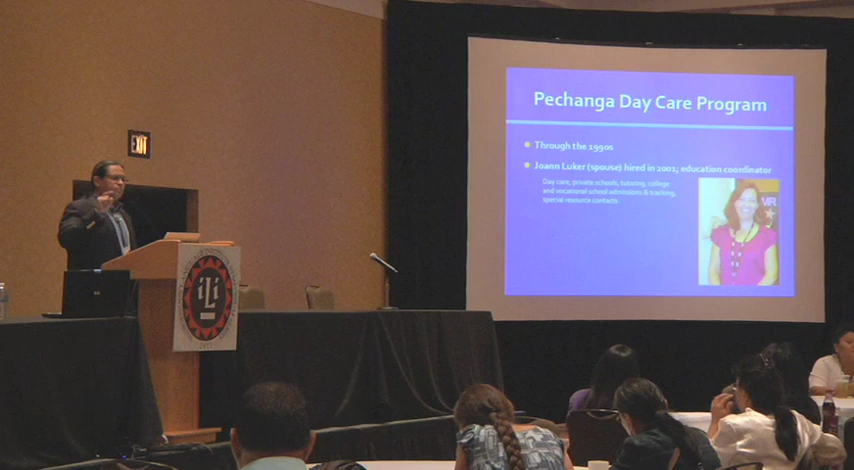 EXIT
Pechanga Day Care Program
Through the 1990s
Joann Luker (spouse) hired in 2001; education coordinator
Day care, private schools, tutoring, college
and vocational school admissions & tracking,
special resource contacts
iLi